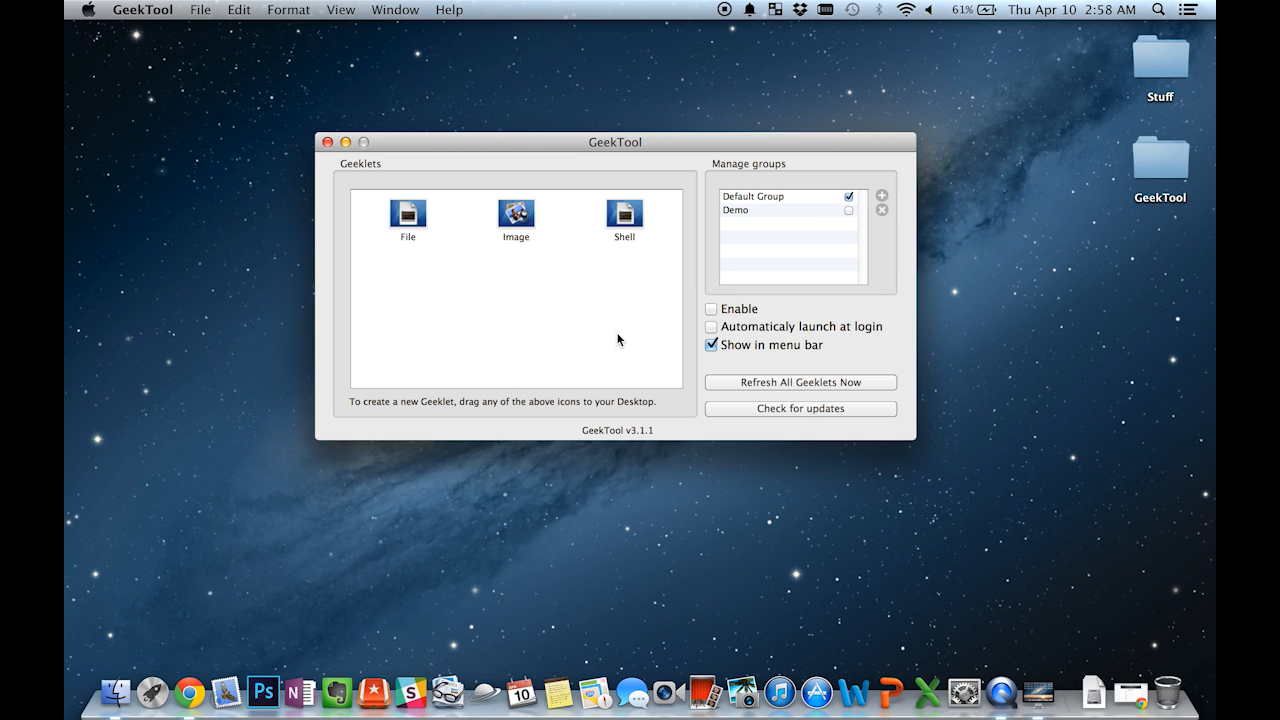 GeekTool File Edit Format View Window Help 61% Thu Apr 10 2:58 AM
Stuff
GeekTool
GeekTool
Geeklets
Manage groups
File
Image
Shell
Default Group
Demo
Enable
Automaticaly launch at login
Show in menu bar
Refresh All Geeklets Now
Check for updates
To create a new Geeklet, drag any of the above icons to your Desktop.
GeekTool v3.1.1
Ps
N
S
10
W
P
X